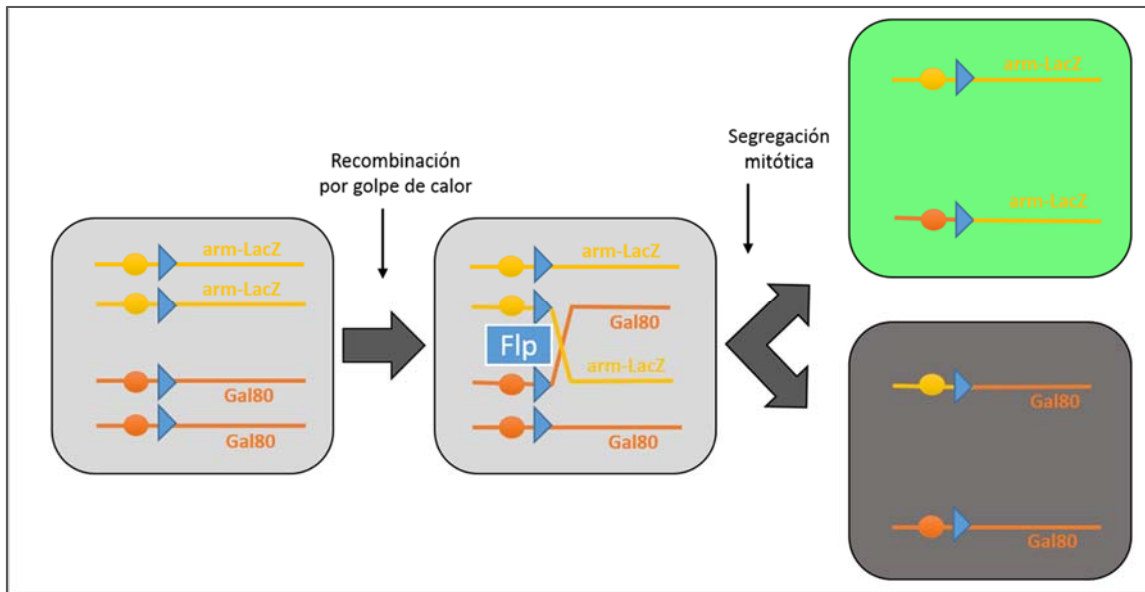 Recombinación
por golpe de calor
arm-LacZ
arm-LacZ
Gal80
Gal80
arm-LacZ
Gal80
Flp
arm-LacZ
Gal80
Segregación
mitótica
arm-LacZ
arm-LacZ
Gal80
Gal80